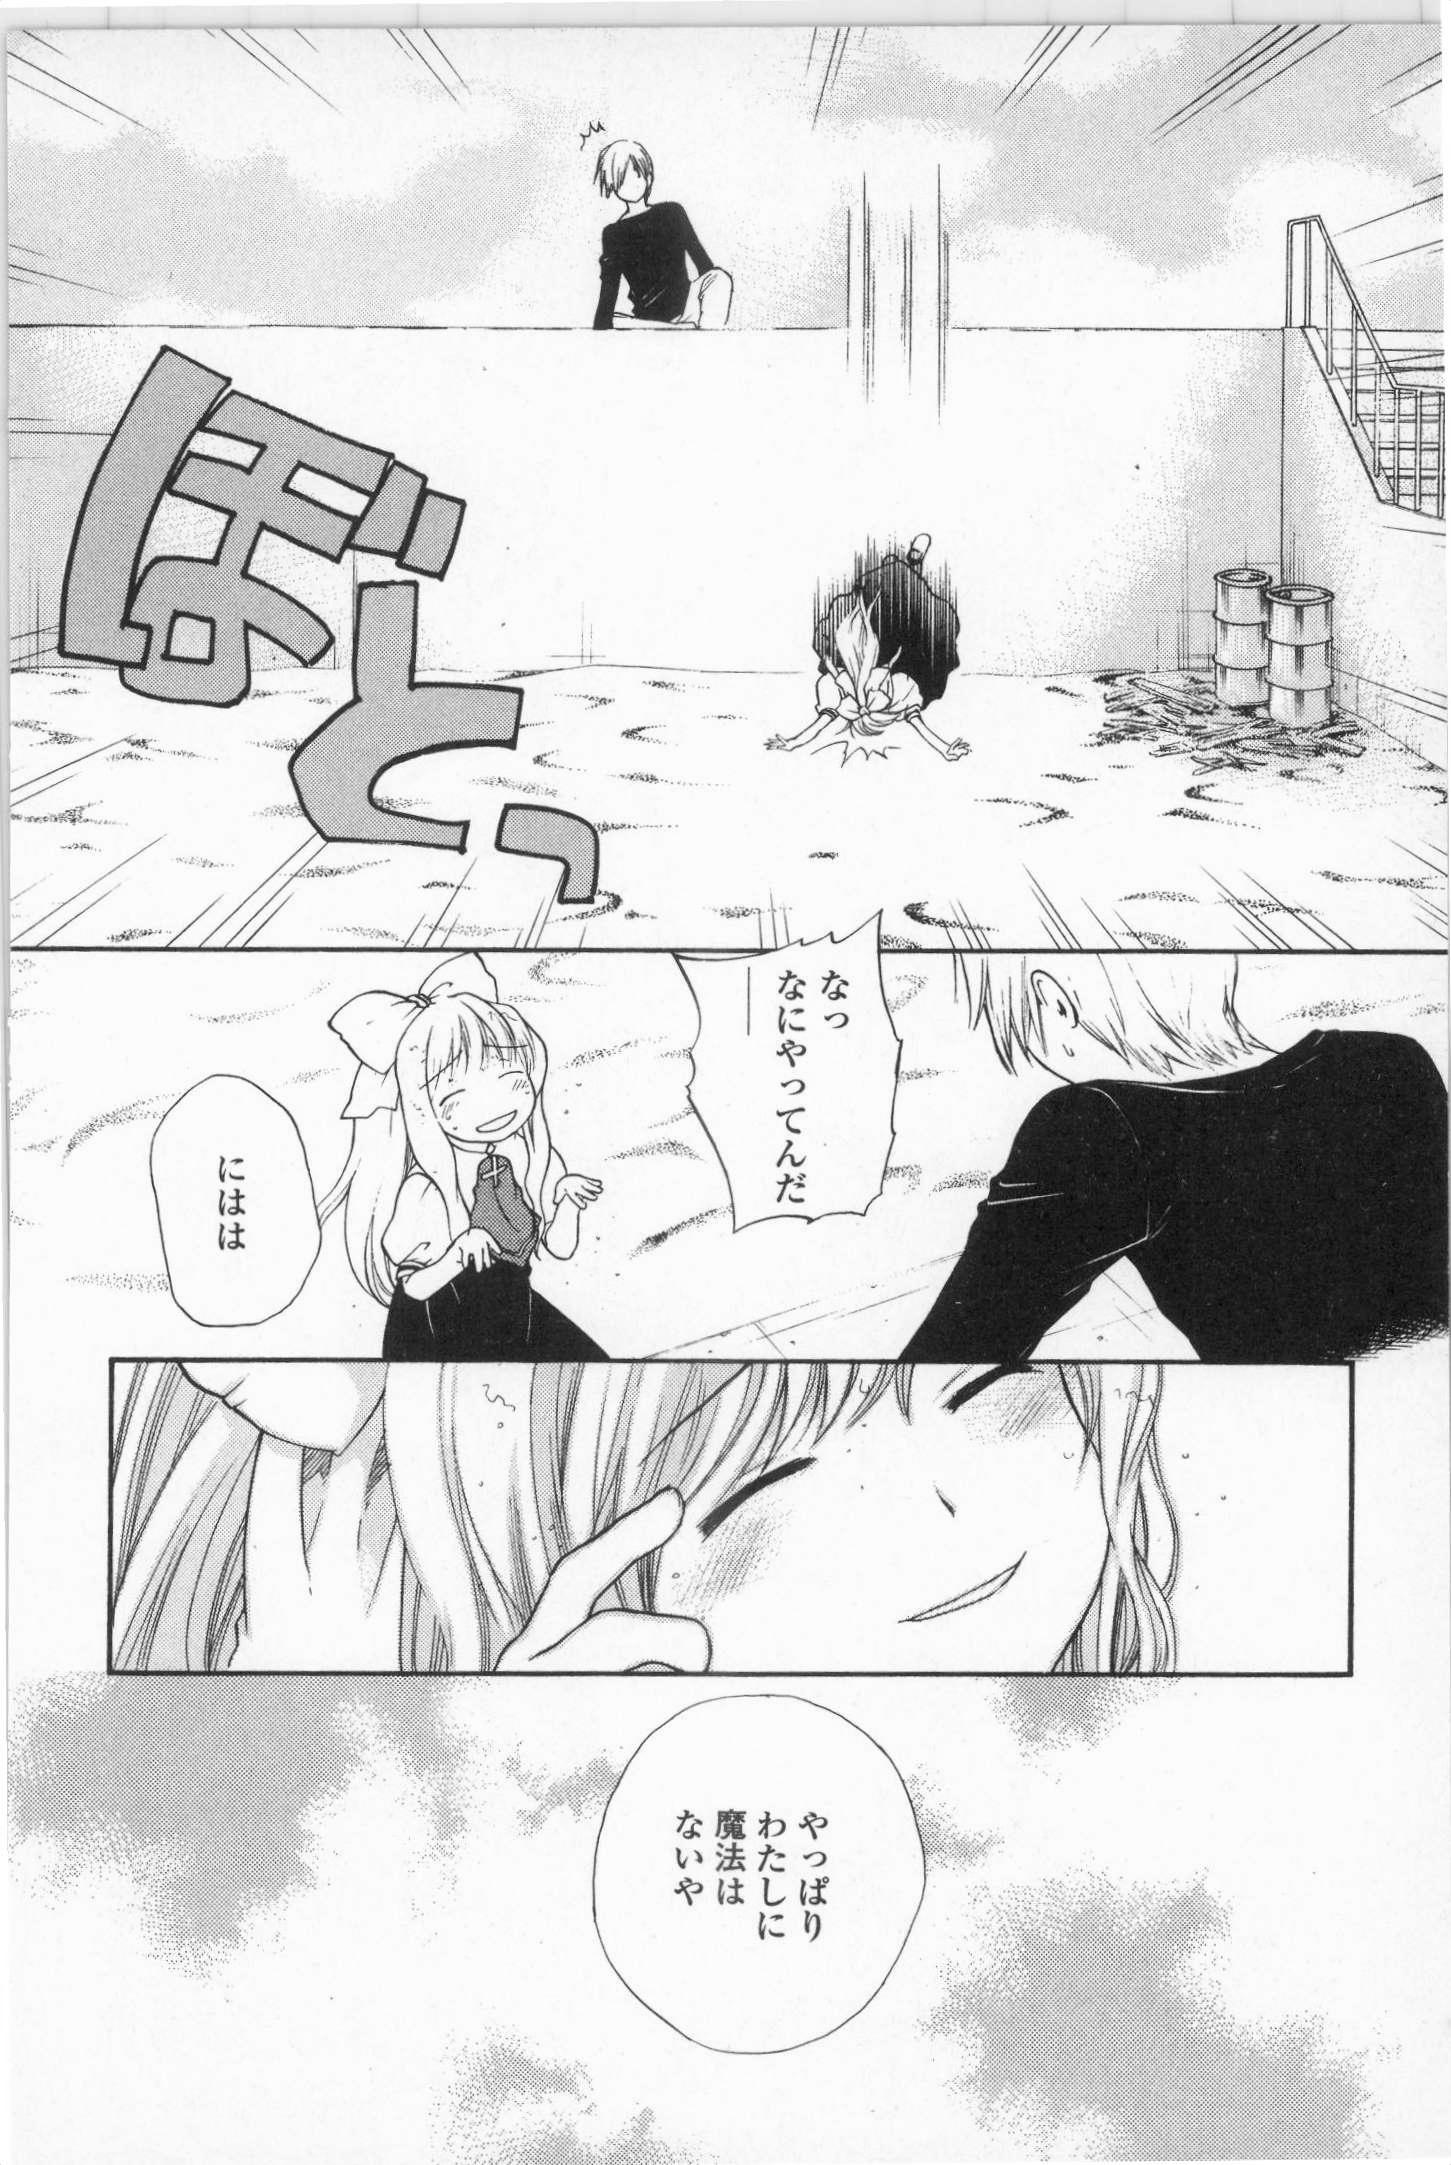 ぼとっ
なっ
なにやってんだ
――
にはは
やっぱり
わたしに
魔法は
ないや